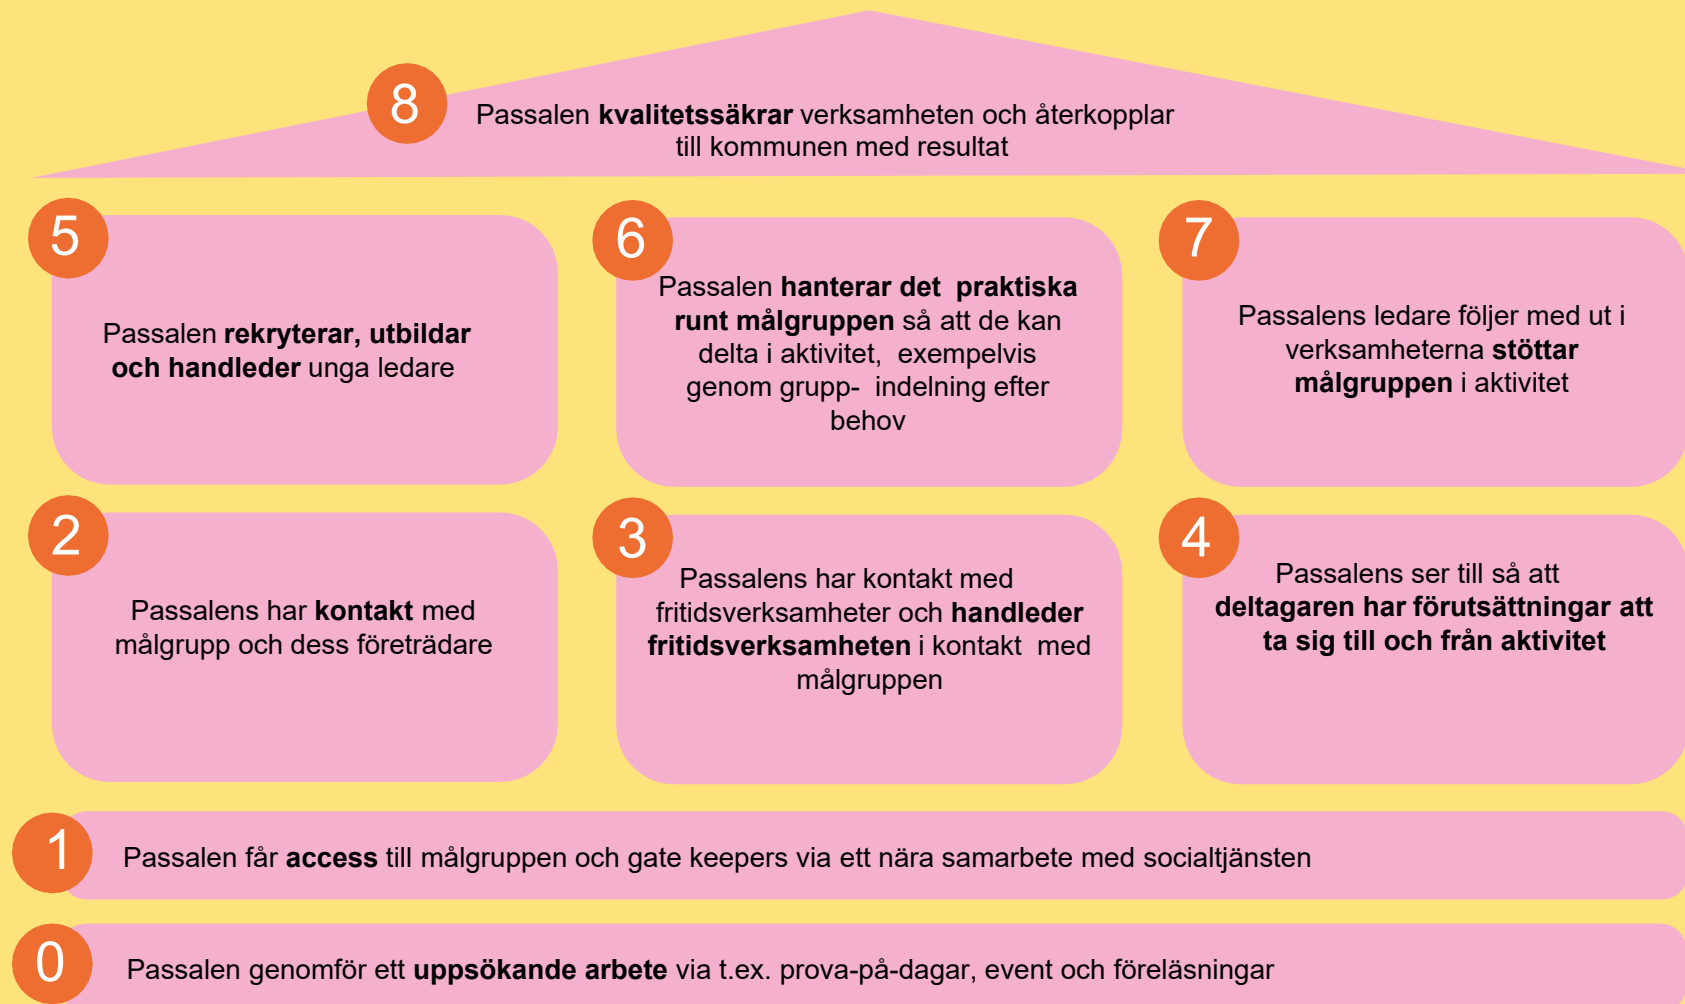 8
Passalen kvalitetssäkrar verksamheten och återkopplar
till kommunen med resultat
5
Passalen rekryterar, utbildar
och handleder unga ledare
6
Passalen hanterar det praktiska
runt målgruppen så att de kan
delta i aktivitet, exempelvis
genom grupp- indelning efter
behov
7
Passalens ledare följer med ut i
verksamheterna stöttar
målgruppen i aktivitet
2
Passalens har kontakt med
målgrupp och dess företrädare
3
Passalens har kontakt med
fritidsverksamheter och handleder
fritidsverksamheten i kontakt med
målgruppen
4
Passalens ser till så att
deltagaren har förutsättningar att
ta sig till och från aktivitet
1
Passalen får access till målgruppen och gate keepers via ett nära samarbete med socialtjänsten
0
Passalen genomför ett uppsökande arbete via t.ex. prova-på-dagar, event och föreläsningar